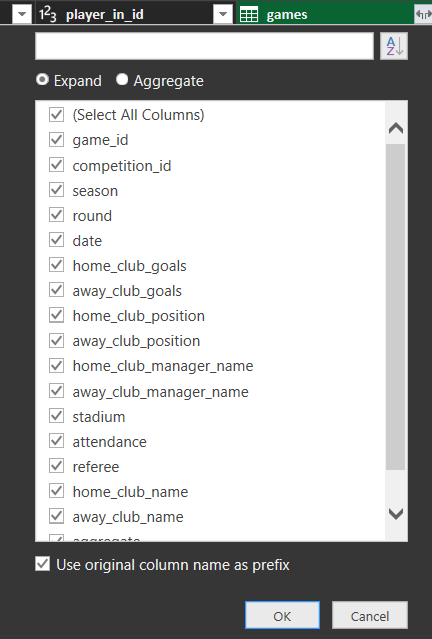 1²3 player_in_id games
A
Z
Expand Aggregate
(Select All Columns)
game_id
competition_id
season
round
date
home_club_goals
away_club_goals
home_club_position
away_club_position
home_club_manager_name
away_club_manager_name
stadium
attendance
referee
home_club_name
away_club_name
aggregate
Use original column name as prefix
OK Cancel